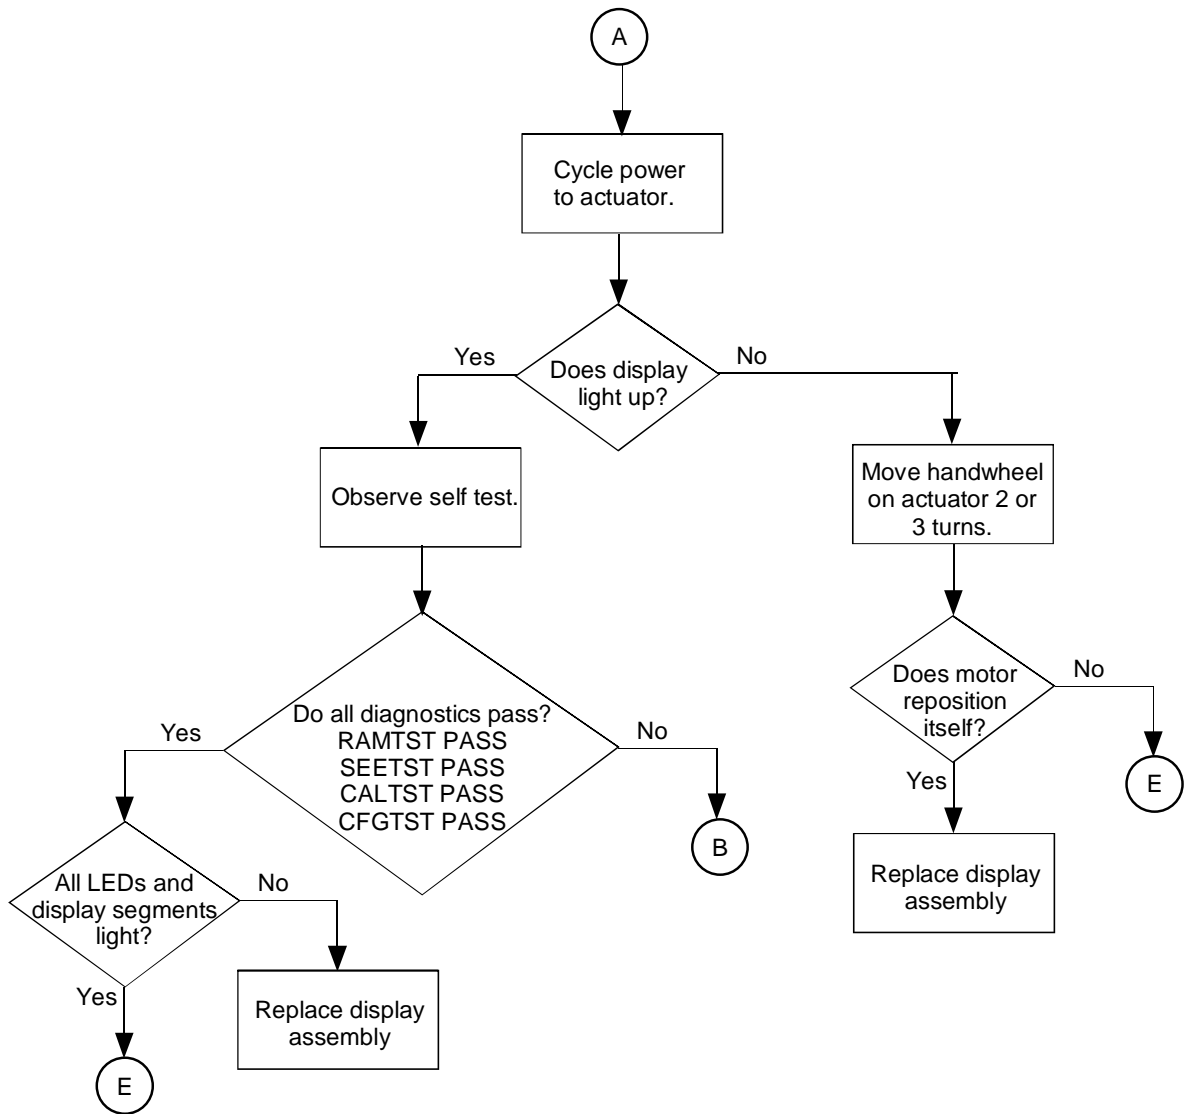 A
Cycle power
to actuator.
Does display
light up?
Yes
No
Observe self test.
Move handwheel
on actuator 2 or
3 turns.
Do all diagnostics pass?
RAMTST PASS
SEETST PASS
CALTST PASS
CFGTST PASS
Yes
No
B
Does motor
reposition
itself?
No
E
Yes
Replace display
assembly
All LEDs and
display segments
light?
No
Replace display
assembly
Yes
E